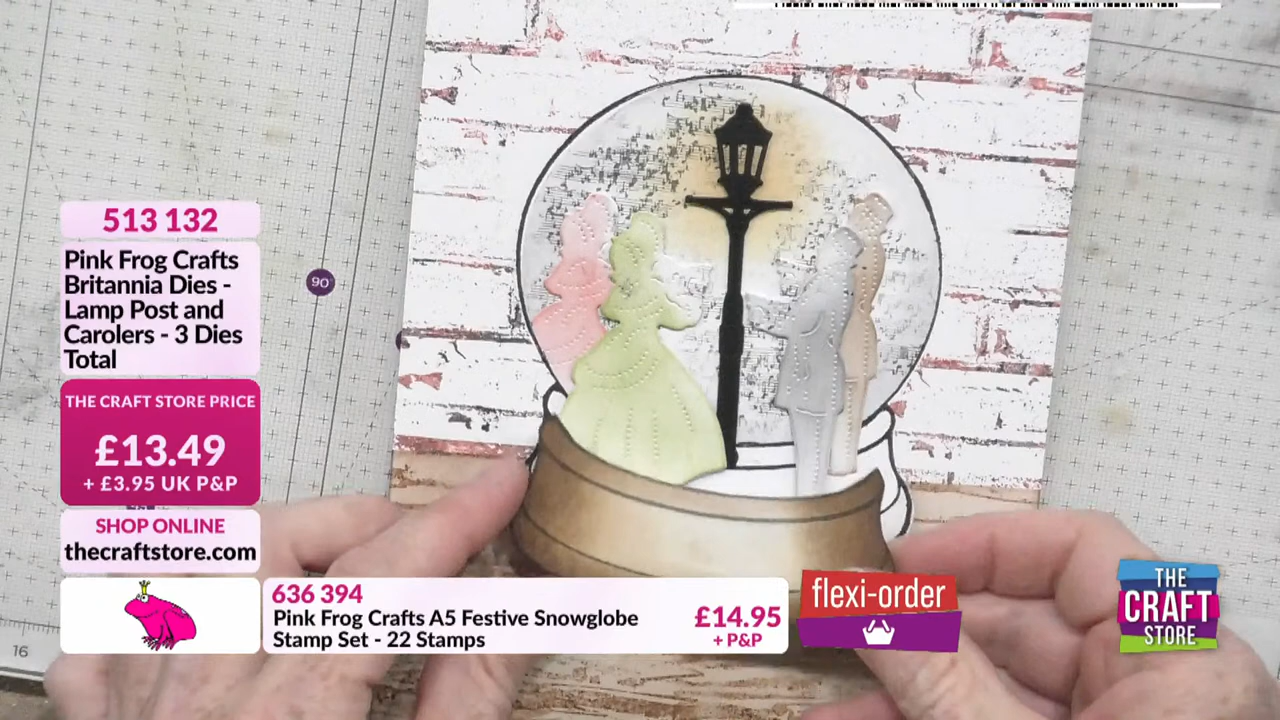 513 132
Pink Frog Crafts
Britannia Dies -
Lamp Post and
Carolers - 3 Dies
Total
THE CRAFT STORE PRICE
£13.49
+ £3.95 UK P&P
SHOP ONLINE
thecraftstore.com
90
16
636 394
Pink Frog Crafts A5 Festive Snowglobe
Stamp Set - 22 Stamps
£14.95
+ P&P
flexi-order
THE
CRAFT
STORE